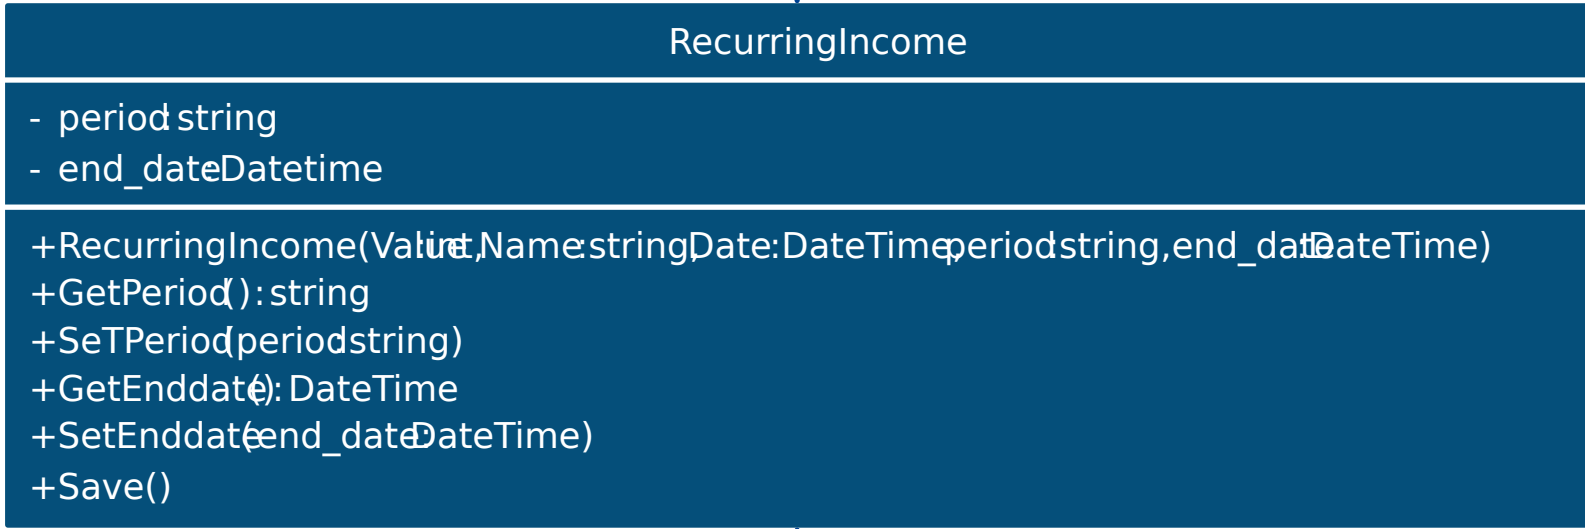 RecurringIncome
- period:string
- end_date:Datetime
+RecurringIncome(Value:int,Name:string,Date:DateTime,period:string,end_date:DateTime)
+GetPeriod():string
+SeTPeriod(period:string)
+GetEnddate():DateTime
+SetEnddate(end_date:DateTime)
+Save()